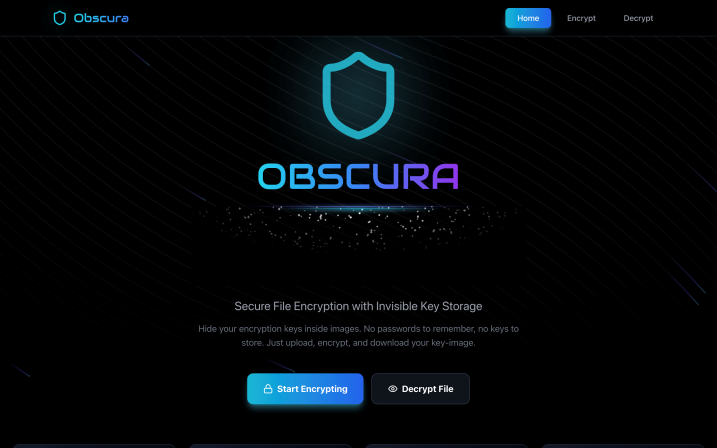 Obscura
Home
Encrypt
Decrypt
OBSCURA
Secure File Encryption with Invisible Key Storage
Hide your encryption keys inside images. No passwords to remember, no keys to
store. Just upload, encrypt, and download your key-image.
Start Encrypting
Decrypt File